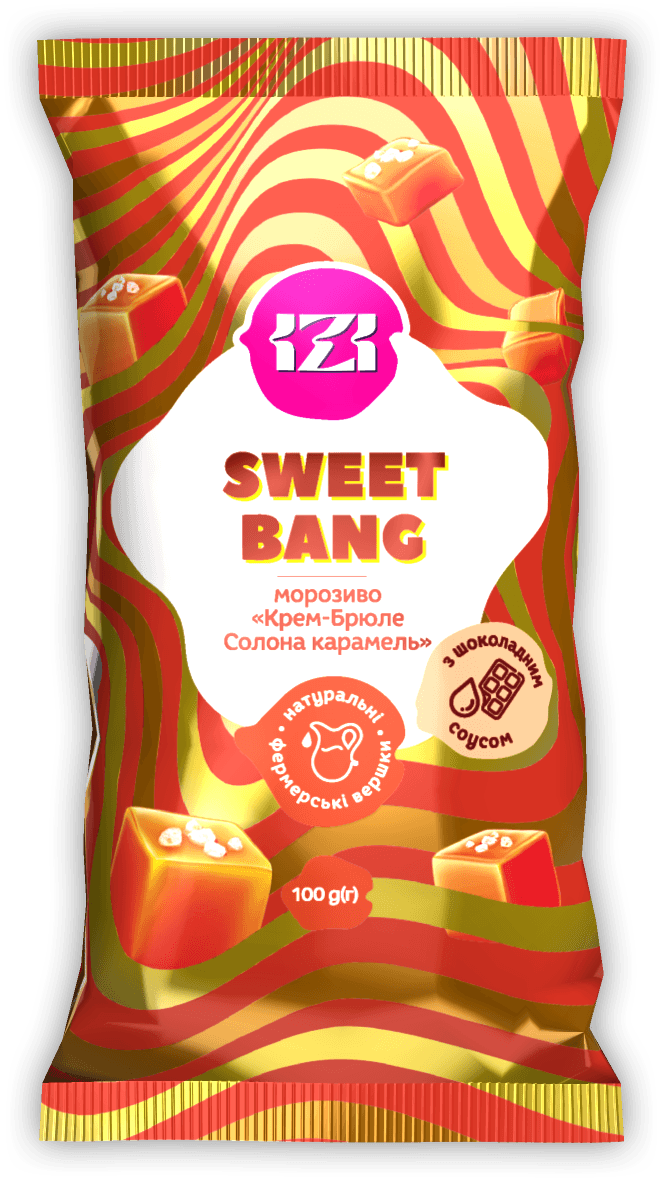 IZI
SWEET
BANG
морозиво
«Крем-Брюле
Солона карамель»
з шоколадним
соусом
• натуральні •
фермерські вершки
100 g(г)